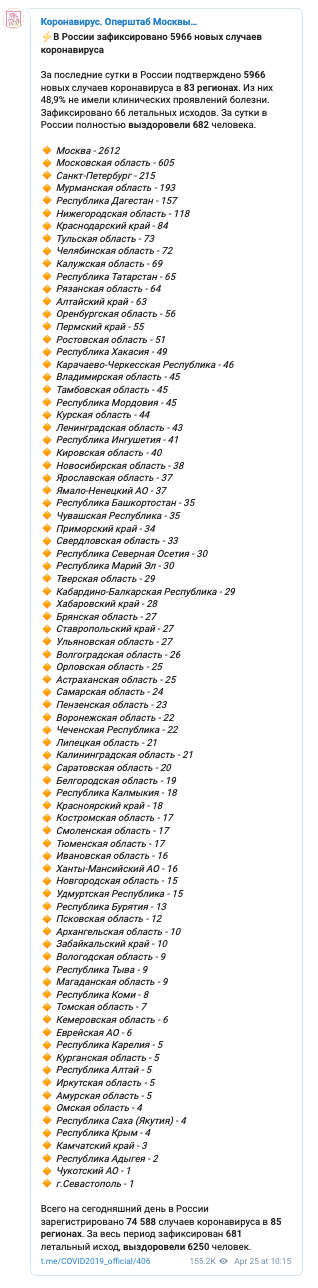 Коронавирус. Оперштаб Москвы…
⚡В России зафиксировано 5966 новых случаев
коронавируса
За последние сутки в России подтверждено 5966
новых случаев коронавируса в 83 регионах. Из них
48,9% не имели клинических проявлений болезни.
Зафиксировано 66 летальных исходов. За сутки в
России полностью выздоровели 682 человека.
🔸 Москва - 2612
🔸 Московская область - 605
🔸 Санкт-Петербург - 215
🔸 Мурманская область - 193
🔸 Республика Дагестан - 157
🔸 Нижегородская область - 118
🔸 Краснодарский край - 84
🔸 Тульская область - 73
🔸 Челябинская область - 72
🔸 Калужская область - 69
🔸 Республика Татарстан - 65
🔸 Рязанская область - 64
🔸 Алтайский край - 63
🔸 Оренбургская область - 56
🔸 Пермский край - 55
🔸 Ростовская область - 51
🔸 Республика Хакасия - 49
🔸 Карачаево-Черкесская Республика - 46
🔸 Владимирская область - 45
🔸 Тамбовская область - 45
🔸 Республика Мордовия - 45
🔸 Курская область - 44
🔸 Ленинградская область - 43
🔸 Республика Ингушетия - 41
🔸 Кировская область - 40
🔸 Новосибирская область - 38
🔸 Ярославская область - 37
🔸 Ямало-Ненецкий АО - 37
🔸 Республика Башкортостан - 35
🔸 Чувашская Республика - 35
🔸 Приморский край - 34
🔸 Свердловская область - 33
🔸 Республика Северная Осетия - 30
🔸 Республика Марий Эл - 30
🔸 Тверская область - 29
🔸 Кабардино-Балкарская Республика - 29
🔸 Хабаровский край - 28
🔸 Брянская область - 27
🔸 Ставропольский край - 27
🔸 Ульяновская область - 27
🔸 Волгоградская область - 26
🔸 Орловская область - 25
🔸 Астраханская область - 25
🔸 Самарская область - 24
🔸 Пензенская область - 23
🔸 Воронежская область - 22
🔸 Чеченская Республика - 22
🔸 Липецкая область - 21
🔸 Калининградская область - 21
🔸 Саратовская область - 20
🔸 Белгородская область - 19
🔸 Республика Калмыкия - 18
🔸 Красноярский край - 18
🔸 Костромская область - 17
🔸 Смоленская область - 17
🔸 Тюменская область - 17
🔸 Ивановская область - 16
🔸 Ханты-Мансийский АО - 16
🔸 Новгородская область - 15
🔸 Удмуртская Республика - 15
🔸 Республика Бурятия - 13
🔸 Псковская область - 12
🔸 Архангельская область - 10
🔸 Забайкальский край - 10
🔸 Вологодская область - 9
🔸 Республика Тыва - 9
🔸 Магаданская область - 9
🔸 Республика Коми - 8
🔸 Томская область - 7
🔸 Кемеровская область - 6
🔸 Еврейская АО - 6
🔸 Республика Карелия - 5
🔸 Курганская область - 5
🔸 Республика Алтай - 5
🔸 Иркутская область - 5
🔸 Амурская область - 5
🔸 Омская область - 4
🔸 Республика Саха (Якутия) - 4
🔸 Республика Крым - 4
🔸 Камчатский край - 3
🔸 Республика Адыгея - 2
🔸 Чукотский АО - 1
🔸 г.Севастополь - 1
Всего на сегодняшний день в России
зарегистрировано 74 588 случаев коронавируса в 85
регионах. За весь период зафиксирован 681
летальный исход, выздоровели 6250 человек.
t.me/COVID2019_official/406 155.2K Apr 25 at 10:15